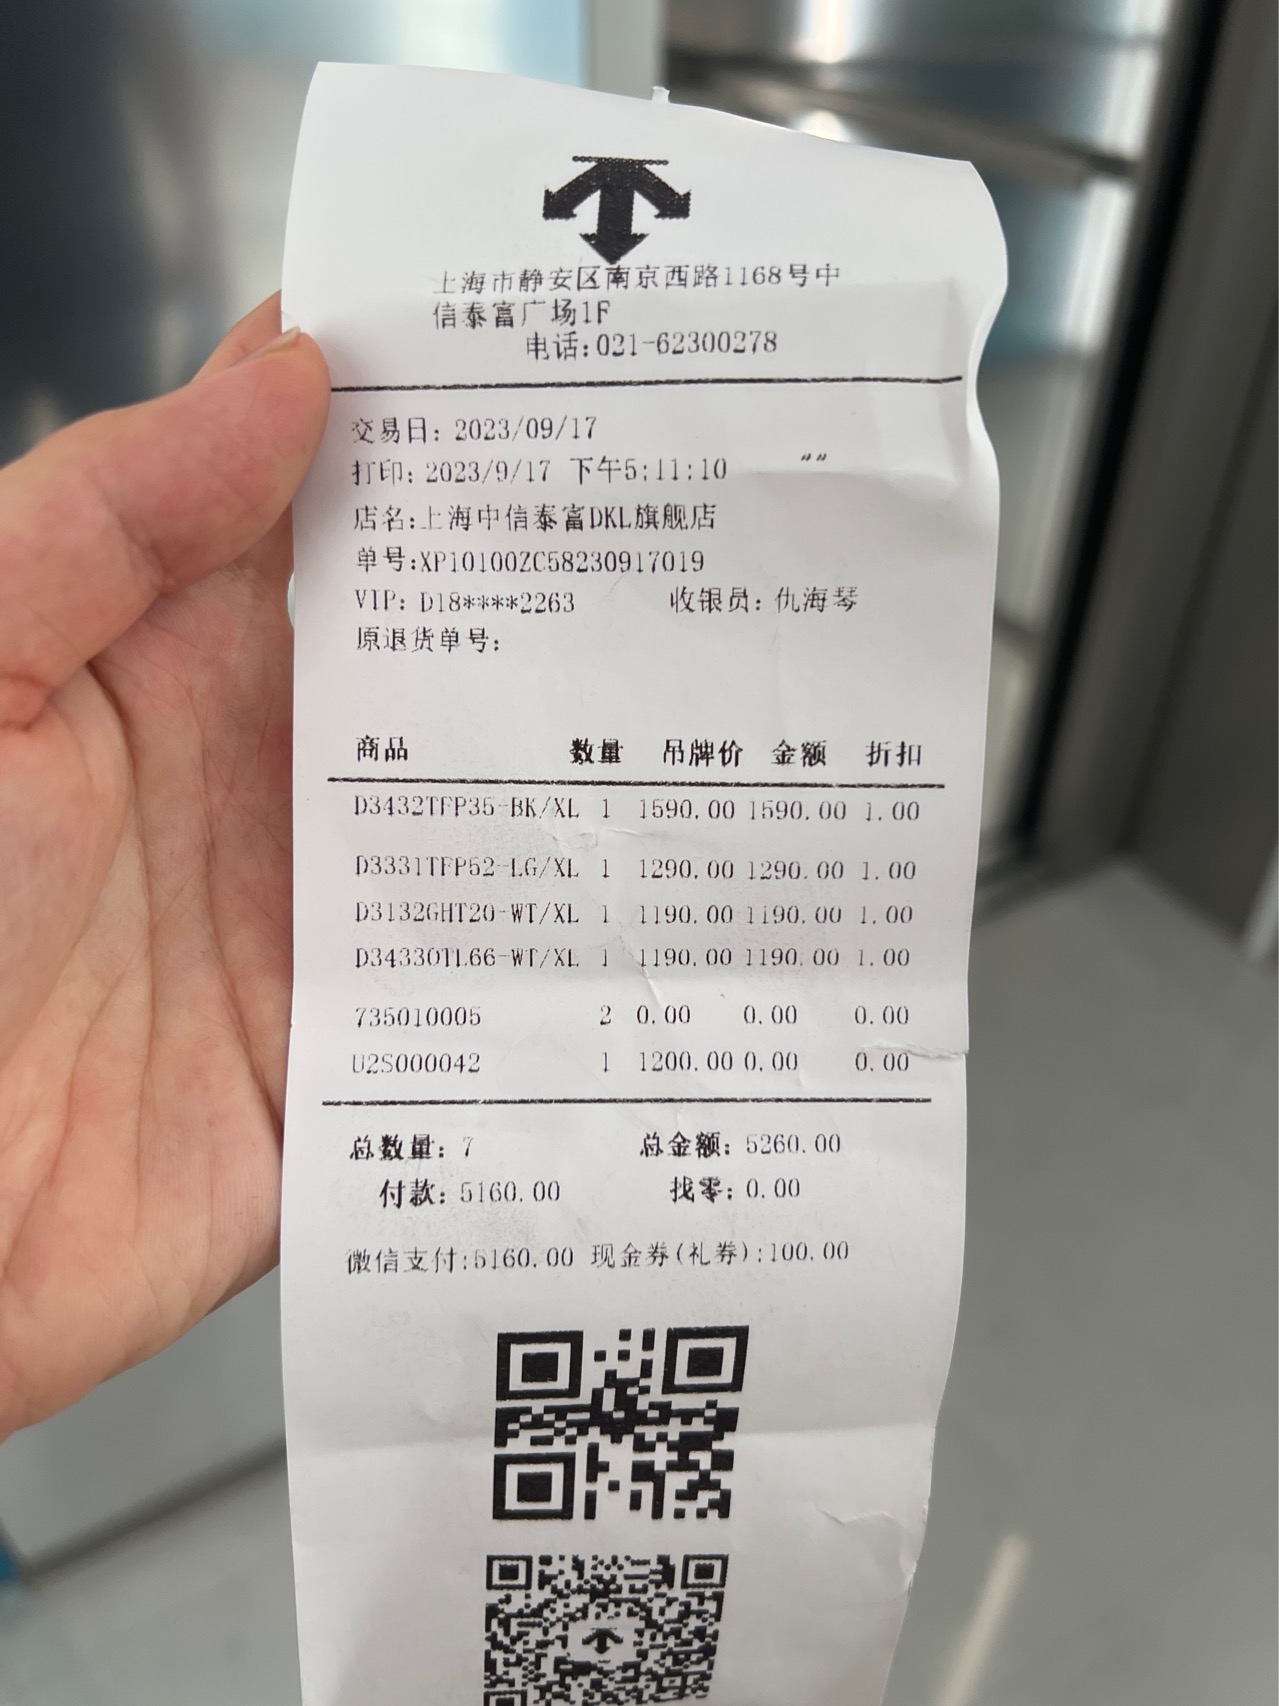 上海市静安区南京西路1168号中
信泰富广场1F
电话:021-62300278
交易日: 2023/09/17
打印: 2023/9/17 下午5:11:10 ""
店名:上海中信泰富DKL旗舰店
单号:XP10100ZC58230917019
VIP: D18****2263 收银员: 仇海琴
原退货单号:
商品 数量 吊牌价 金额 折扣
D3432TFP35-BK/XL 1 1590.00 1590.00 1.00
D3331TFP52-LG/XL 1 1290.00 1290.00 1.00
D3132GHT20-WT/XL 1 1190.00 1190.00 1.00
D3433OTL66-WT/XL 1 1190.00 1190.00 1.00
735010005 2 0.00 0.00 0.00
U2S000042 1 1200.00 0.00 0.00
总数量: 7 总金额: 5260.00
付款: 5160.00 找零: 0.00
微信支付:5160.00 现金券(礼券):100.00